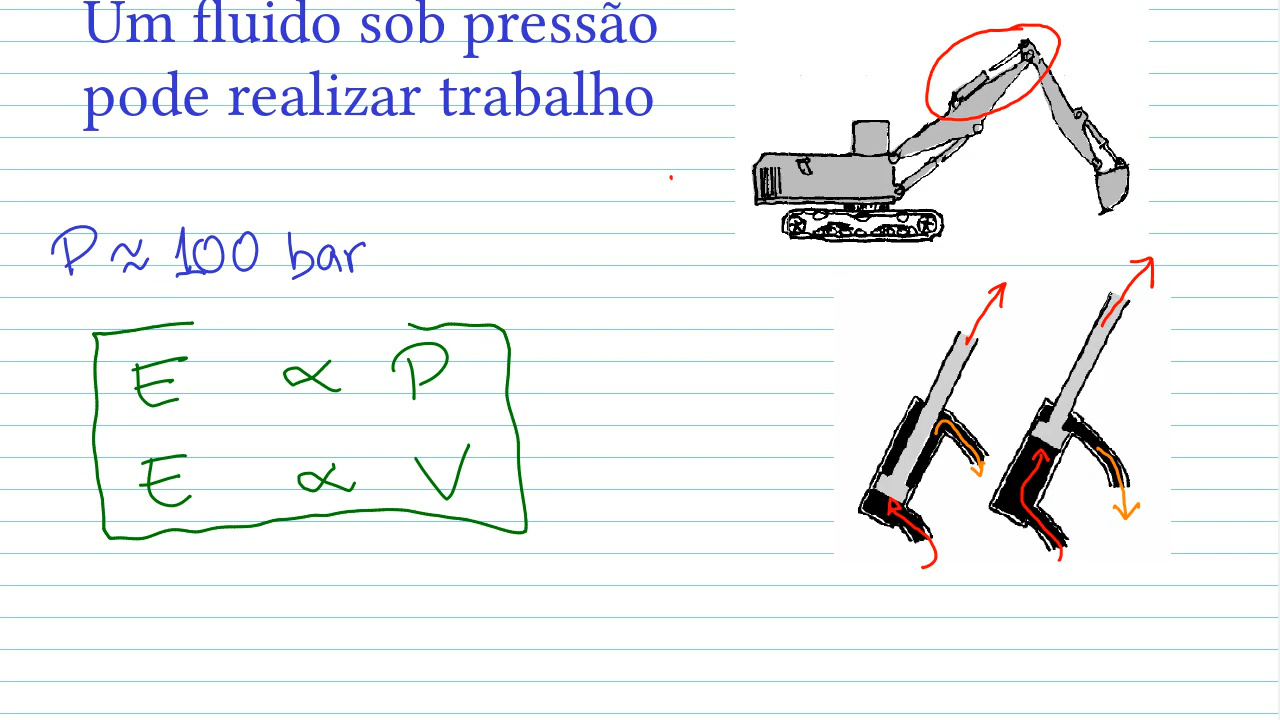 Um fluido sob pressão
pode realizar trabalho
P ≈ 100 bar
E ∝ P
E ∝ V